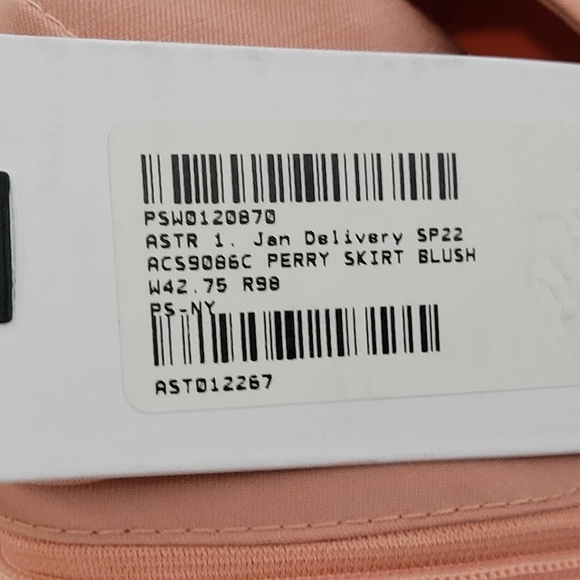 PSW0120870
ASTR 1. Jan Delivery SP22
ACS9086C PERRY SKIRT BLUSH
W42.75 R98
PS-NY
AST012267